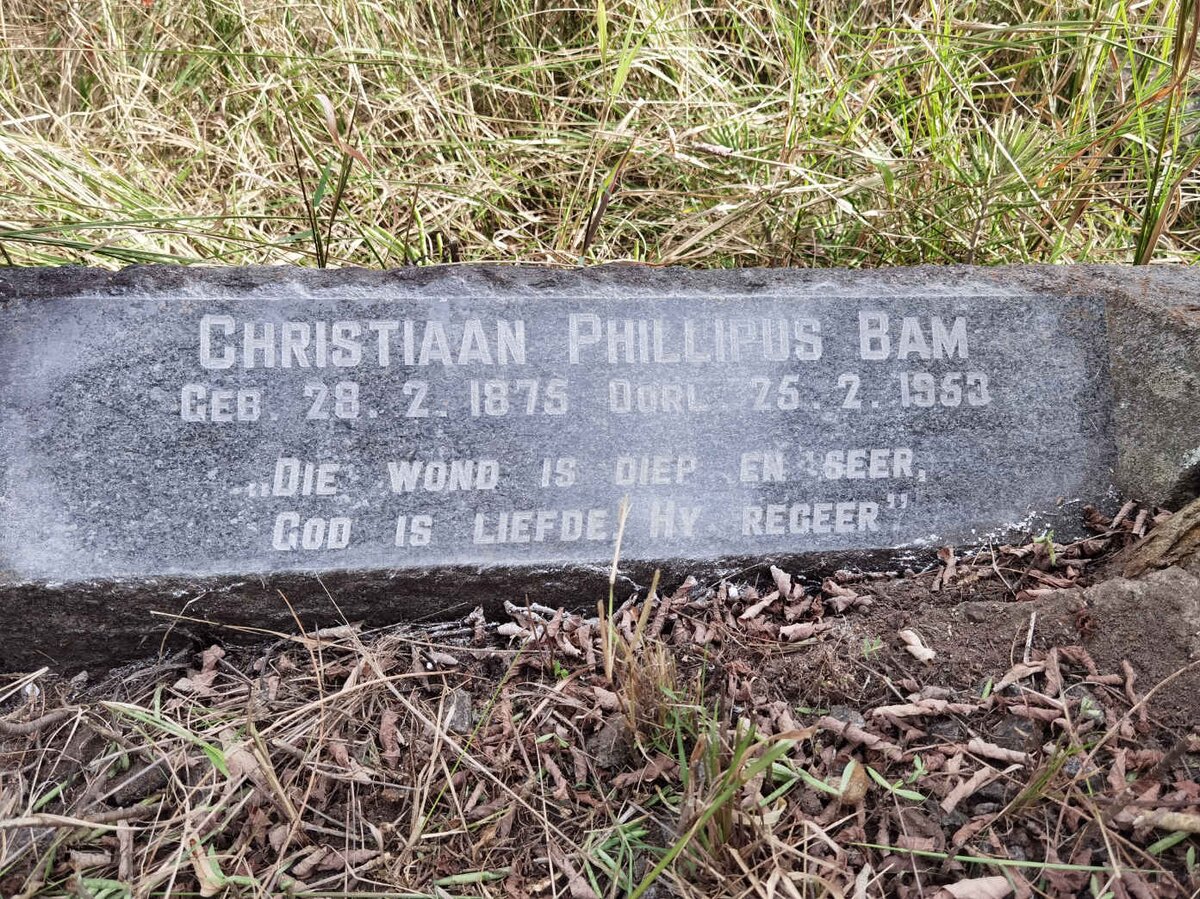 CHRISTIAAN PHILLIPUS BAM
GEB. 28. 2. 1875 OORL. 25. 2. 1953
„DIE WOND IS DIEP EN SEER,
GOD IS LIEFDE, HY REGEER”